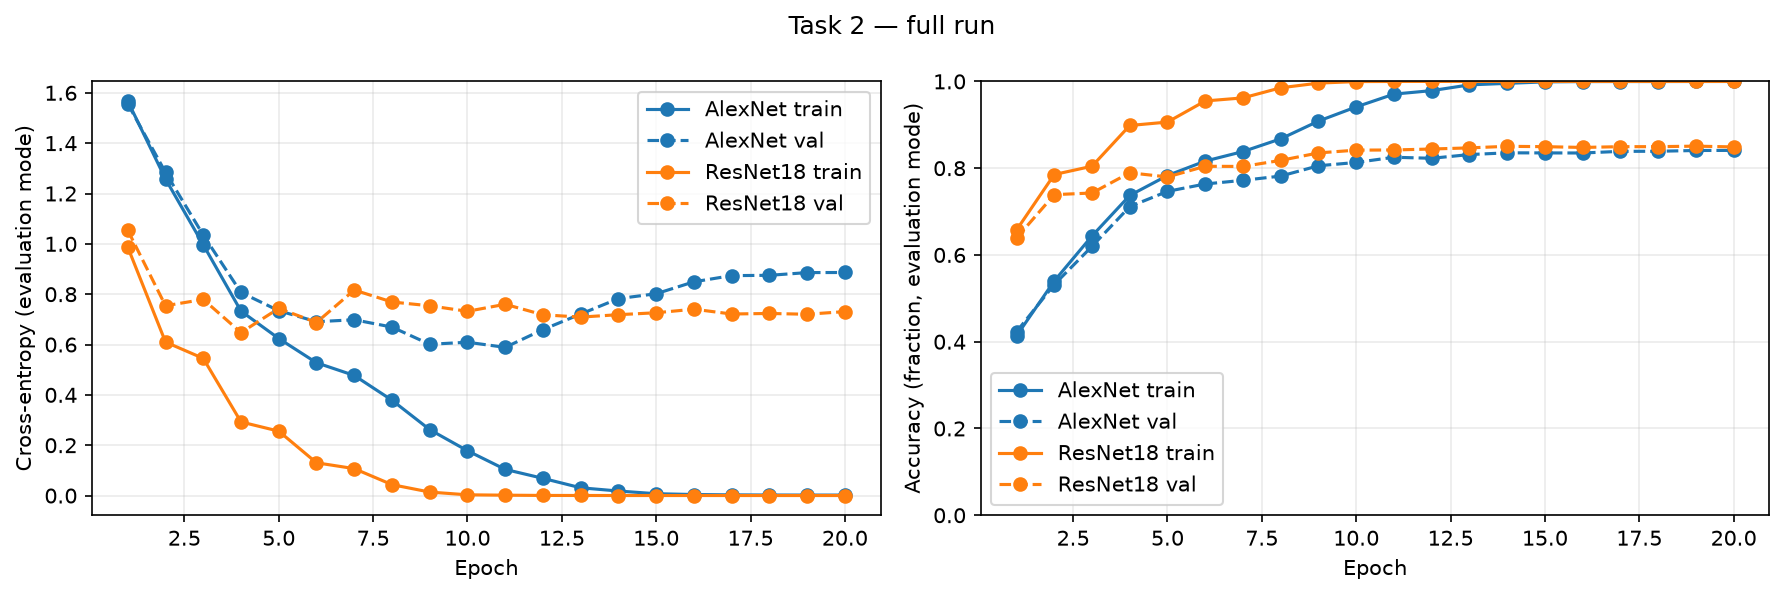 Task 2 — full run
Cross-entropy (evaluation mode)
1.6
1.4
1.2
1.0
0.8
0.6
0.4
0.2
0.0
AlexNet train
AlexNet val
ResNet18 train
ResNet18 val
2.5 5.0 7.5 10.0 12.5 15.0 17.5 20.0
Epoch
Accuracy (fraction, evaluation mode)
1.0
0.8
0.6
0.4
0.2
0.0
AlexNet train
AlexNet val
ResNet18 train
ResNet18 val
2.5 5.0 7.5 10.0 12.5 15.0 17.5 20.0
Epoch